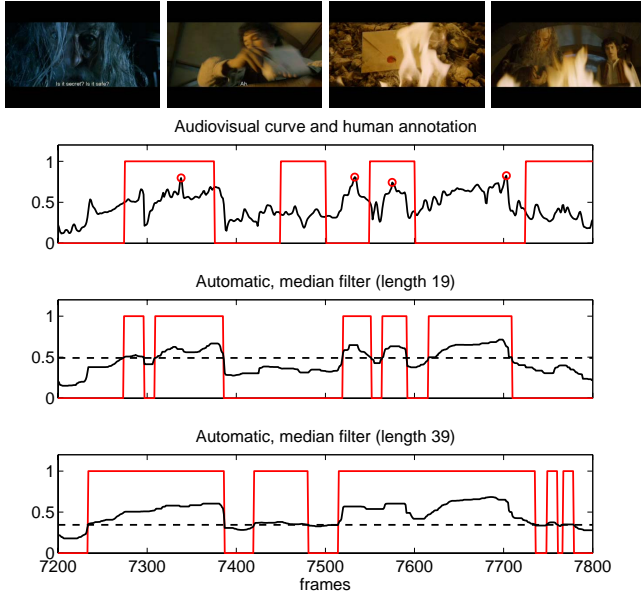 Is it secret? Is it safe?
Ah...
Audiovisual curve and human annotation
1
0.5
0
Automatic, median filter (length 19)
1
0.5
0
Automatic, median filter (length 39)
1
0.5
0
7200 7300 7400 7500 7600 7700 7800
frames